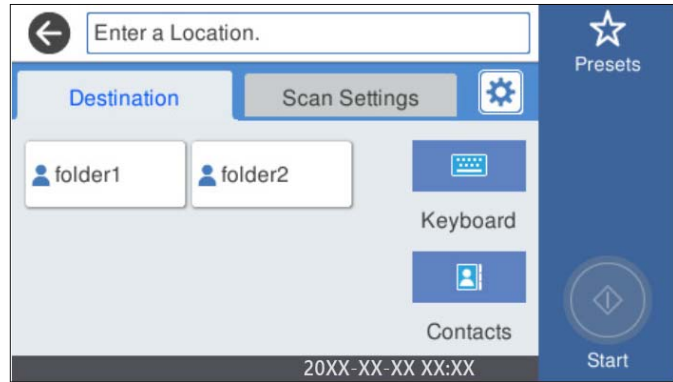 Enter a Location.
Presets
Destination
Scan Settings
folder1
folder2
Keyboard
Contacts
Start
20XX-XX-XX XX:XX